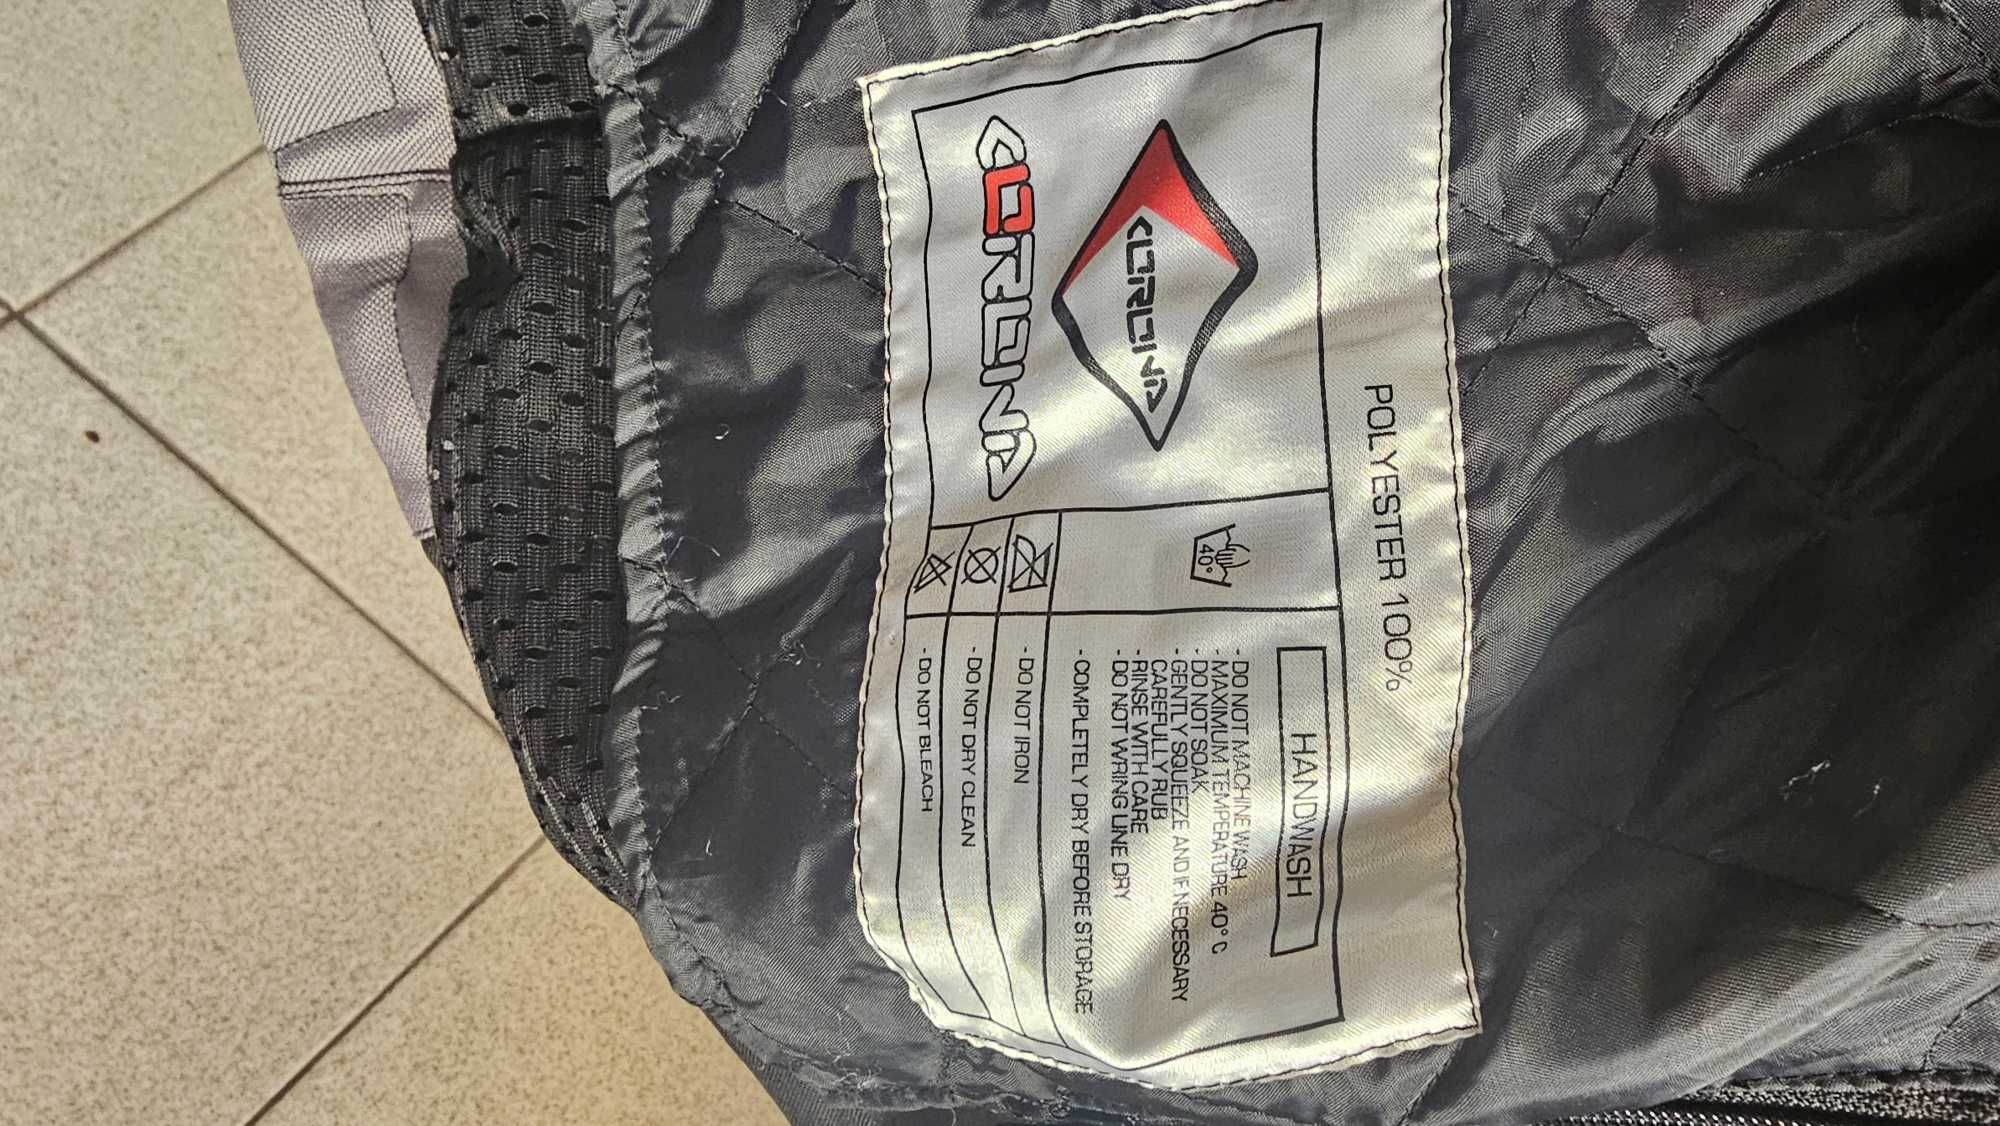 POLYESTER 100%
40°
HANDWASH
- DO NOT MACHINE WASH
- MAXIMUM TEMPERATURE 40° C
- DO NOT SOAK
- GENTLY SQUEEZE AND IF NECESSARY
CAREFULLY RUB
- RINSE WITH CARE
- DO NOT WRING LINE DRY
- COMPLETELY DRY BEFORE STORAGE
- DO NOT IRON
- DO NOT DRY CLEAN
- DO NOT BLEACH